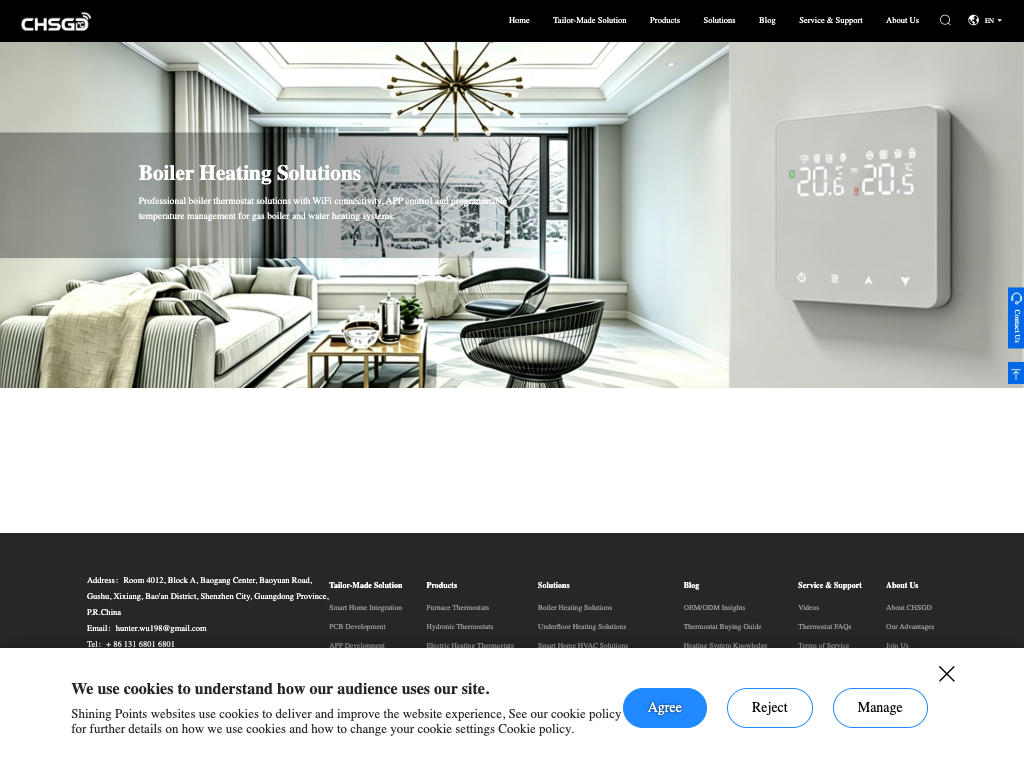 CHSGD
Home Tailor-Made Solution Products Solutions Blog Service & Support About Us EN
Boiler Heating Solutions
Professional boiler thermostat solutions with WiFi connectivity, APP control and programmable
temperature management for gas boiler and water heating systems.
20.6 20.5
Contact Us
Address：Room 4012, Block A, Baogang Center, Baoyuan Road,
Gushu, Xixiang, Bao'an District, Shenzhen City, Guangdong Province,
P.R.China
Email：hunter.wu198@gmail.com
Tel：+ 86 131 6801 6801
Tailor-Made Solution
Smart Home Integration
PCB Development
APP Development
Products
Furnace Thermostats
Hydronic Thermostats
Electric Heating Thermostats
Solutions
Boiler Heating Solutions
Underfloor Heating Solutions
Smart Home HVAC Solutions
Blog
OEM/ODM Insights
Thermostat Buying Guide
Heating System Knowledge
Service & Support
Videos
Thermostat FAQs
Terms of Service
About Us
About CHSGD
Our Advantages
Join Us
We use cookies to understand how our audience uses our site.
Shining Points websites use cookies to deliver and improve the website experience, See our cookie policy
for further details on how we use cookies and how to change your cookie settings Cookie policy.
Agree Reject Manage